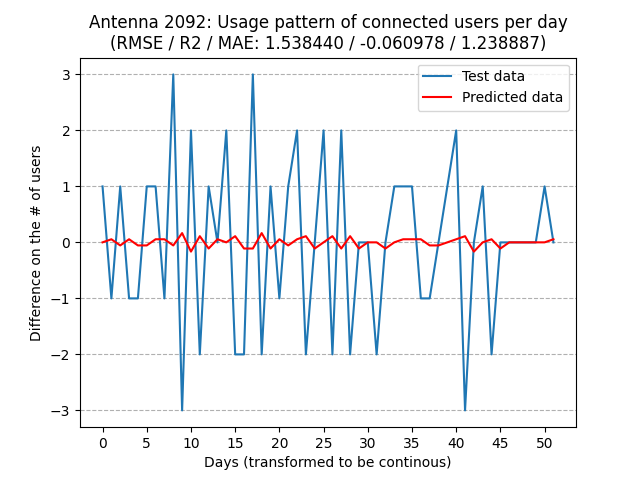 Antenna 2092: Usage pattern of connected users per day
(RMSE / R2 / MAE: 1.538440 / -0.060978 / 1.238887)
Test data
Predicted data
Difference on the # of users
3
2
1
0
−1
−2
−3
0 5 10 15 20 25 30 35 40 45 50
Days (transformed to be continous)